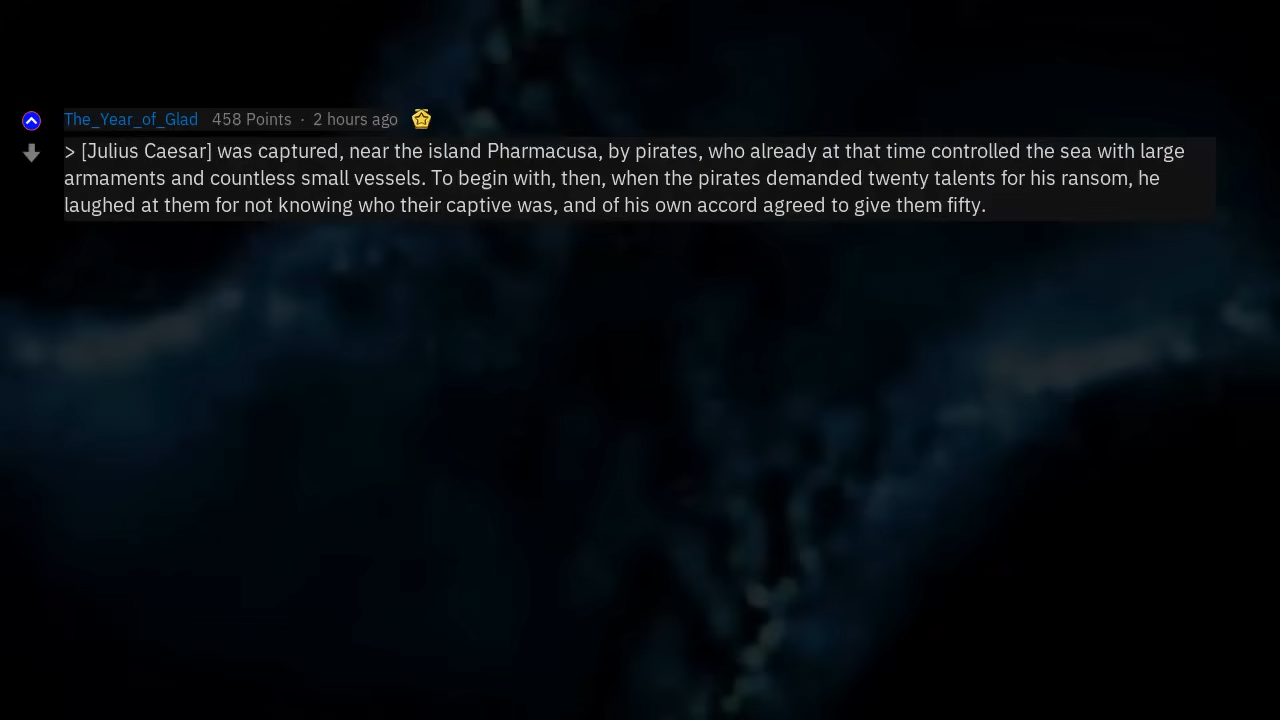 The_Year_of_Glad 458 Points · 2 hours ago
> [Julius Caesar] was captured, near the island Pharmacusa, by pirates, who already at that time controlled the sea with large
armaments and countless small vessels. To begin with, then, when the pirates demanded twenty talents for his ransom, he
laughed at them for not knowing who their captive was, and of his own accord agreed to give them fifty.